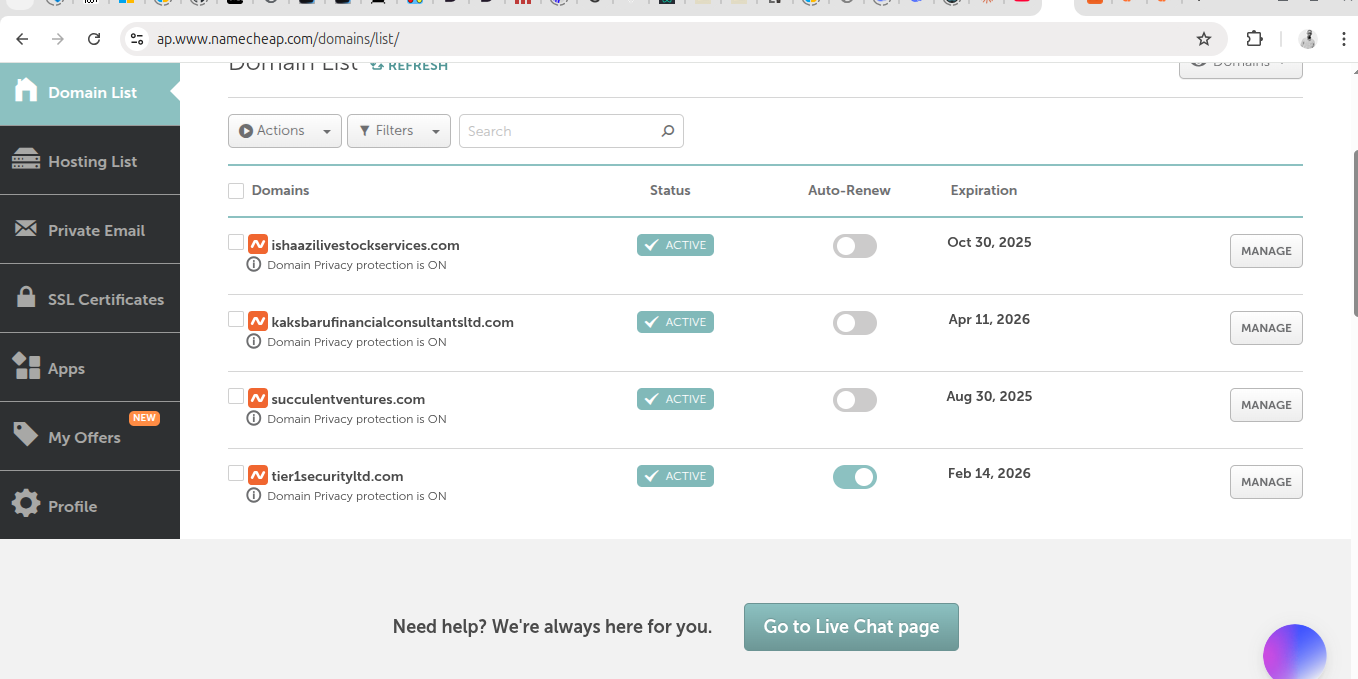 ap.www.namecheap.com/domains/list/
Domain List REFRESH
Domains
Domain List
Hosting List
Private Email
SSL Certificates
Apps
NEW
My Offers
Profile
Actions Filters Search
Domains Status Auto-Renew Expiration
ishaazilivestockservices.com ACTIVE Oct 30, 2025 MANAGE
Domain Privacy protection is ON
kaksbarufinancialconsultantsltd.com ACTIVE Apr 11, 2026 MANAGE
Domain Privacy protection is ON
succulentventures.com ACTIVE Aug 30, 2025 MANAGE
Domain Privacy protection is ON
tier1securityltd.com ACTIVE Feb 14, 2026 MANAGE
Domain Privacy protection is ON
Need help? We're always here for you. Go to Live Chat page